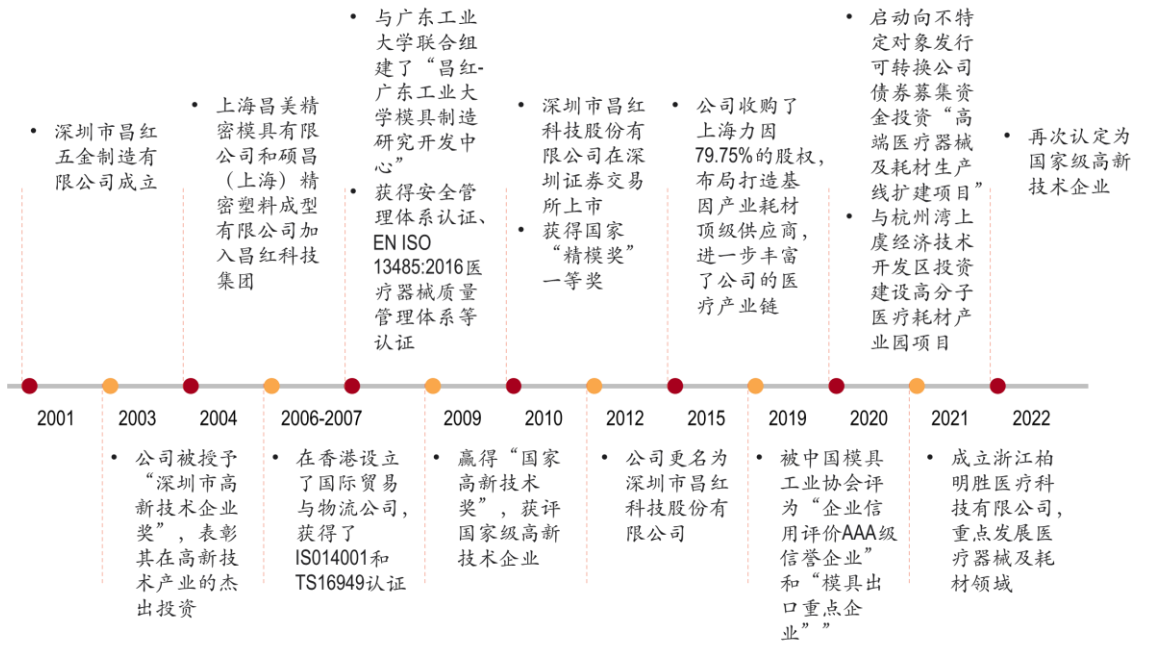 • 深圳市昌红
五金制造有
限公司成立
• 上海昌美精
密模具有限
公司和硕昌
（上海）精
密塑料成型
有限公司加
入昌红科技
集团
• 与广东工业
大学联合组
建了“昌红-
广东工业大
学模具制造
研究开发中
心”
• 获得安全管
理体系认证、
EN ISO
13485:2016医
疗器械质量
管理体系等
认证
• 深圳市昌红
科技股份有
限公司在深
圳证券交易
所上市
• 获得国家
“精模奖”
一等奖
• 公司收购了
上海力因
79.75%的股权，
布局打造基
因产业耗材
顶级供应商，
进一步丰富
了公司的医
疗产业链
• 启动向不特
定对象发行
可转换公司
债券募集资
金投资“高
端医疗器械
及耗材生产
线扩建项目”
• 与杭州湾上
虞经济技术
开发区投资
建设高分子
医疗耗材产
业园项目
• 再次认定为
国家级高新
技术企业
2001 2003 2004 2006-2007 2009 2010 2012 2015 2019 2020 2021 2022
• 公司被授予
“深圳市高
新技术企业
奖”，表彰
其在高新技
术产业的杰
出投资
• 在香港设立
了国际贸易
与物流公司，
获得了
IS014001和
TS16949认证
• 赢得“国家
高新技术
奖”，获评
国家级高新
技术企业
• 公司更名为
深圳市昌红
科技股份有
限公司
• 被中国模具
工业协会评
为“企业信
用评价AAA级
信誉企业”
和“模具出
口重点企
业””
• 成立浙江柏
明胜医疗科
技有限公司，
重点发展医
疗器械及耗
材领域